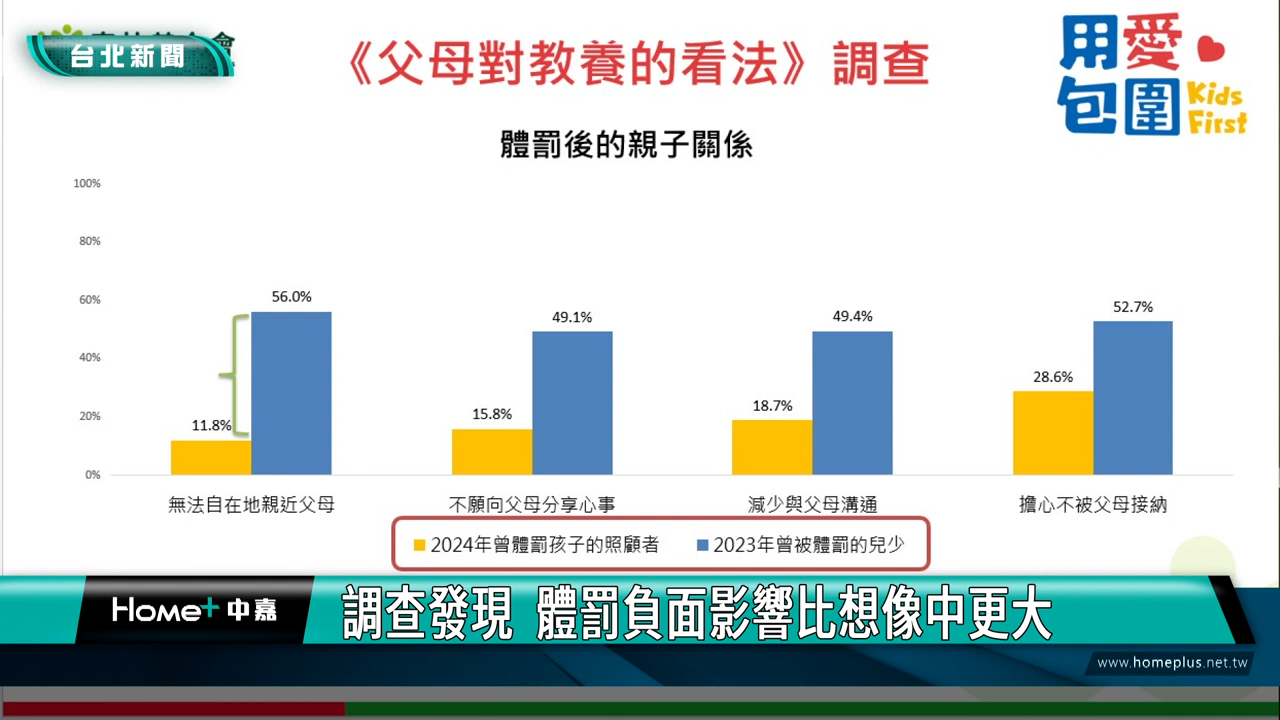 台北新聞
《父母對教養的看法》調查
用愛
包圍
Kids
First
體罰後的親子關係
100%
80%
60%
40%
20%
0%
11.8%
56.0%
15.8%
49.1%
18.7%
49.4%
28.6%
52.7%
無法自在地親近父母
不願向父母分享心事
減少與父母溝通
擔心不被父母接納
2024年曾體罰孩子的照顧者
2023年曾被體罰的兒少
Home+ 中嘉
調查發現 體罰負面影響比想像中更大
www.homeplus.net.tw